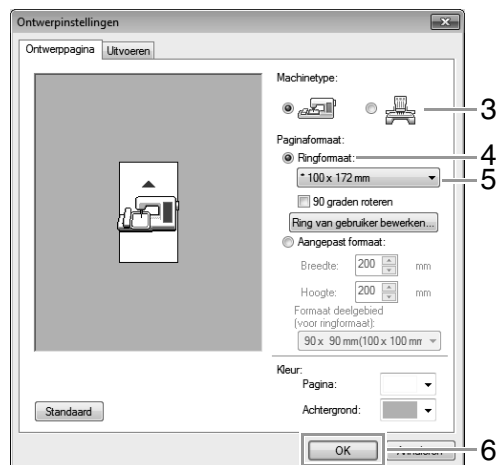 Ontwerpinstellingen
Ontwerppagina Uitvoeren
Machinetype:
3
Paginaformaat:
Ringformaat: 4
* 100 x 172 mm 5
90 graden roteren
Ring van gebruiker bewerken...
Aangepast formaat:
Breedte: 200 mm
Hoogte: 200 mm
Formaat deelgebied
(voor ringformaat):
90 x 90 mm(100 x 100 mm
Kleur:
Pagina:
Standaard Achtergrond:
OK Annuleren 6